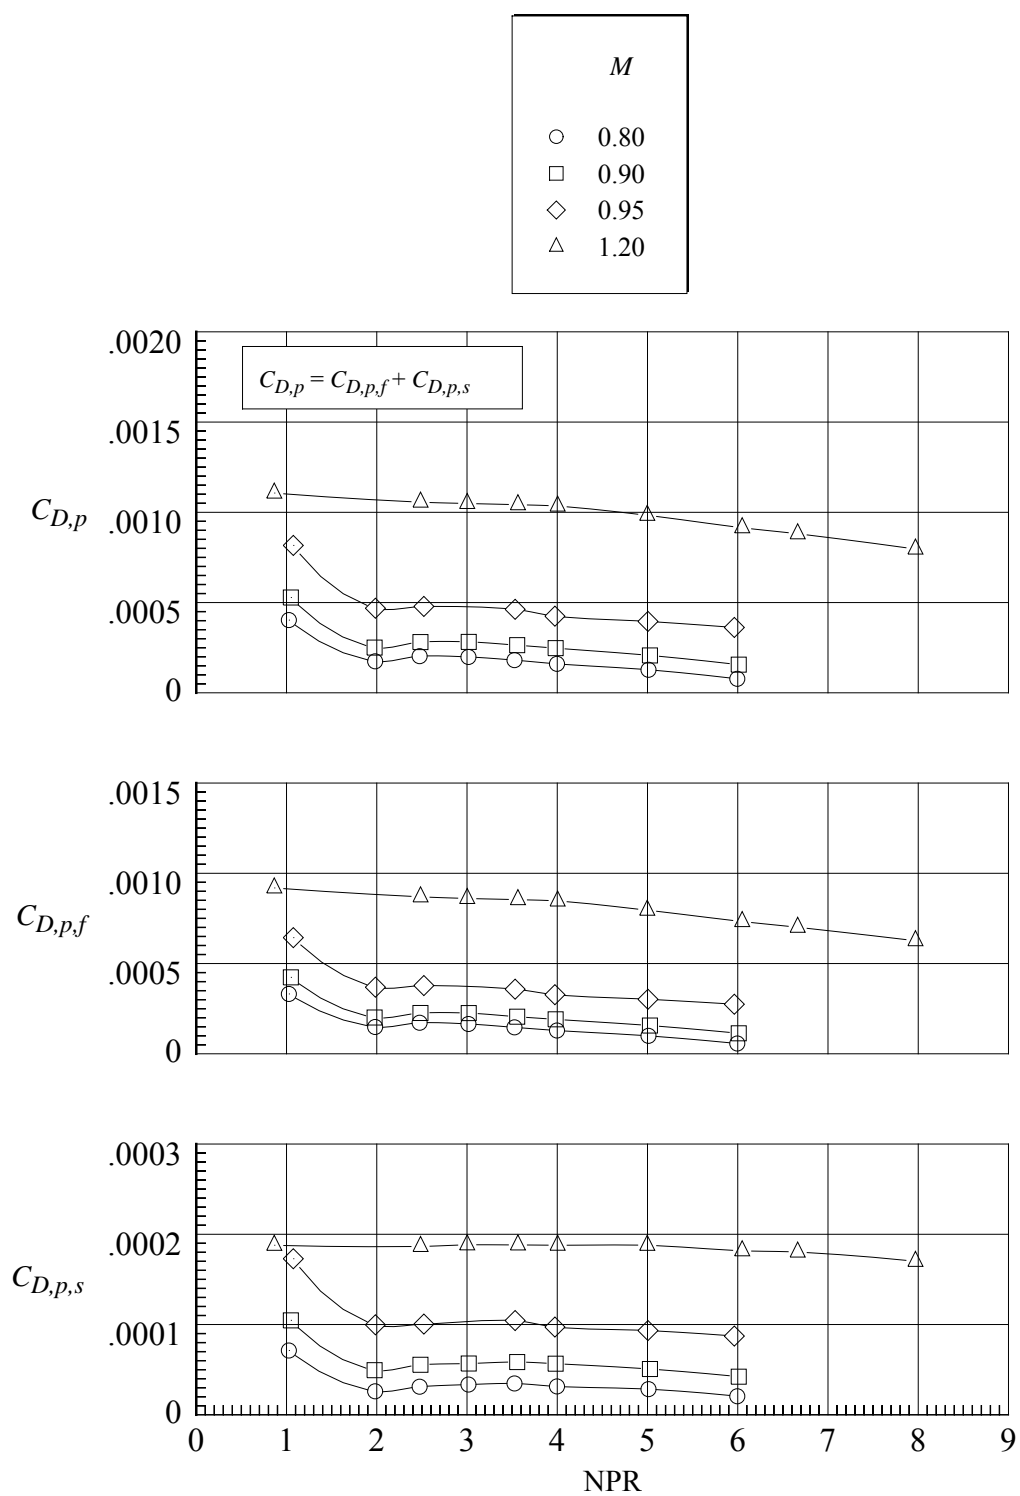 M
0.80
0.90
0.95
1.20
.0020
C_{D,p} = C_{D,p,f} + C_{D,p,s}
.0015
C_{D,p}
.0010
.0005
0
.0015
.0010
C_{D,p,f}
.0005
0
.0003
.0002
C_{D,p,s}
.0001
0
0 1 2 3 4 5 6 7 8 9
NPR